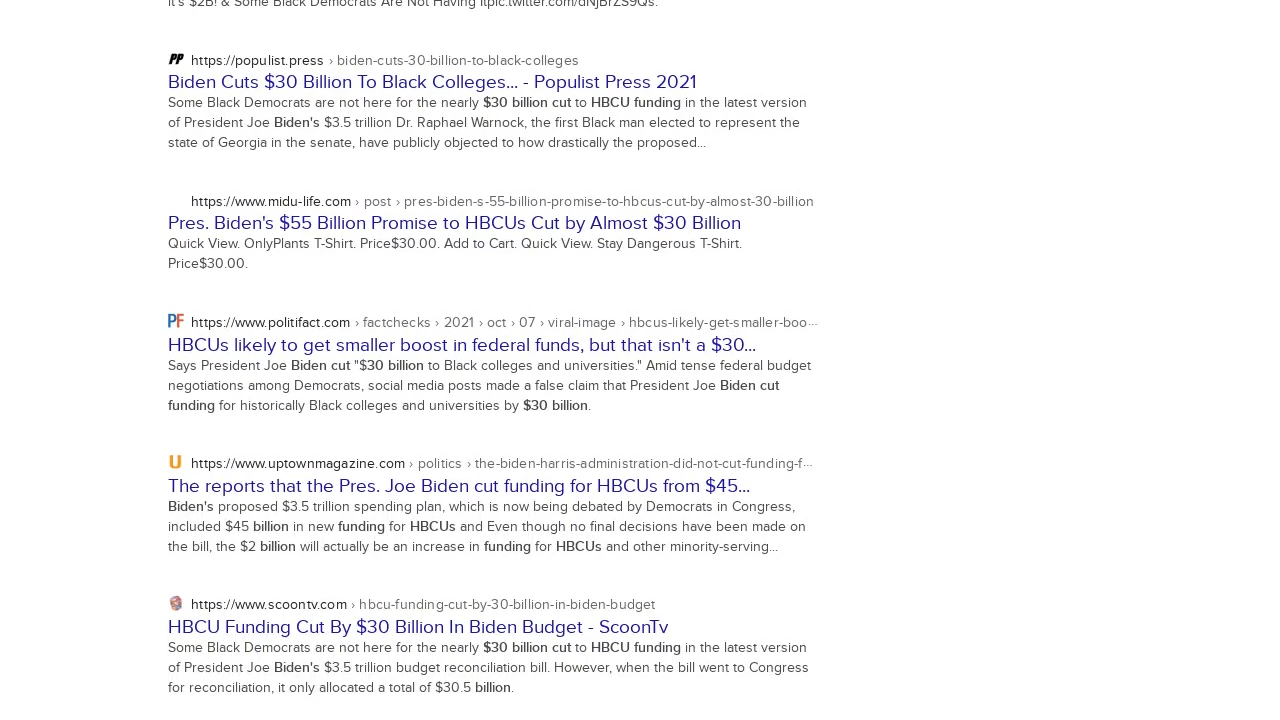 it's $2B! & Some Black Democrats Are Not Having Itpic.twitter.com/dNjBrZS9Qs.
PP https://populist.press › biden-cuts-30-billion-to-black-colleges
Biden Cuts $30 Billion To Black Colleges... - Populist Press 2021
Some Black Democrats are not here for the nearly $30 billion cut to HBCU funding in the latest version
of President Joe Biden's $3.5 trillion Dr. Raphael Warnock, the first Black man elected to represent the
state of Georgia in the senate, have publicly objected to how drastically the proposed...
https://www.midu-life.com › post › pres-biden-s-55-billion-promise-to-hbcus-cut-by-almost-30-billion
Pres. Biden's $55 Billion Promise to HBCUs Cut by Almost $30 Billion
Quick View. OnlyPlants T-Shirt. Price$30.00. Add to Cart. Quick View. Stay Dangerous T-Shirt.
Price$30.00.
PF https://www.politifact.com › factchecks › 2021 › oct › 07 › viral-image › hbcus-likely-get-smaller-boo...
HBCUs likely to get smaller boost in federal funds, but that isn't a $30...
Says President Joe Biden cut "$30 billion to Black colleges and universities." Amid tense federal budget
negotiations among Democrats, social media posts made a false claim that President Joe Biden cut
funding for historically Black colleges and universities by $30 billion.
U https://www.uptownmagazine.com › politics › the-biden-harris-administration-did-not-cut-funding-f...
The reports that the Pres. Joe Biden cut funding for HBCUs from $45...
Biden's proposed $3.5 trillion spending plan, which is now being debated by Democrats in Congress,
included $45 billion in new funding for HBCUs and Even though no final decisions have been made on
the bill, the $2 billion will actually be an increase in funding for HBCUs and other minority-serving...
https://www.scoontv.com › hbcu-funding-cut-by-30-billion-in-biden-budget
HBCU Funding Cut By $30 Billion In Biden Budget - ScoonTv
Some Black Democrats are not here for the nearly $30 billion cut to HBCU funding in the latest version
of President Joe Biden's $3.5 trillion budget reconciliation bill. However, when the bill went to Congress
for reconciliation, it only allocated a total of $30.5 billion.